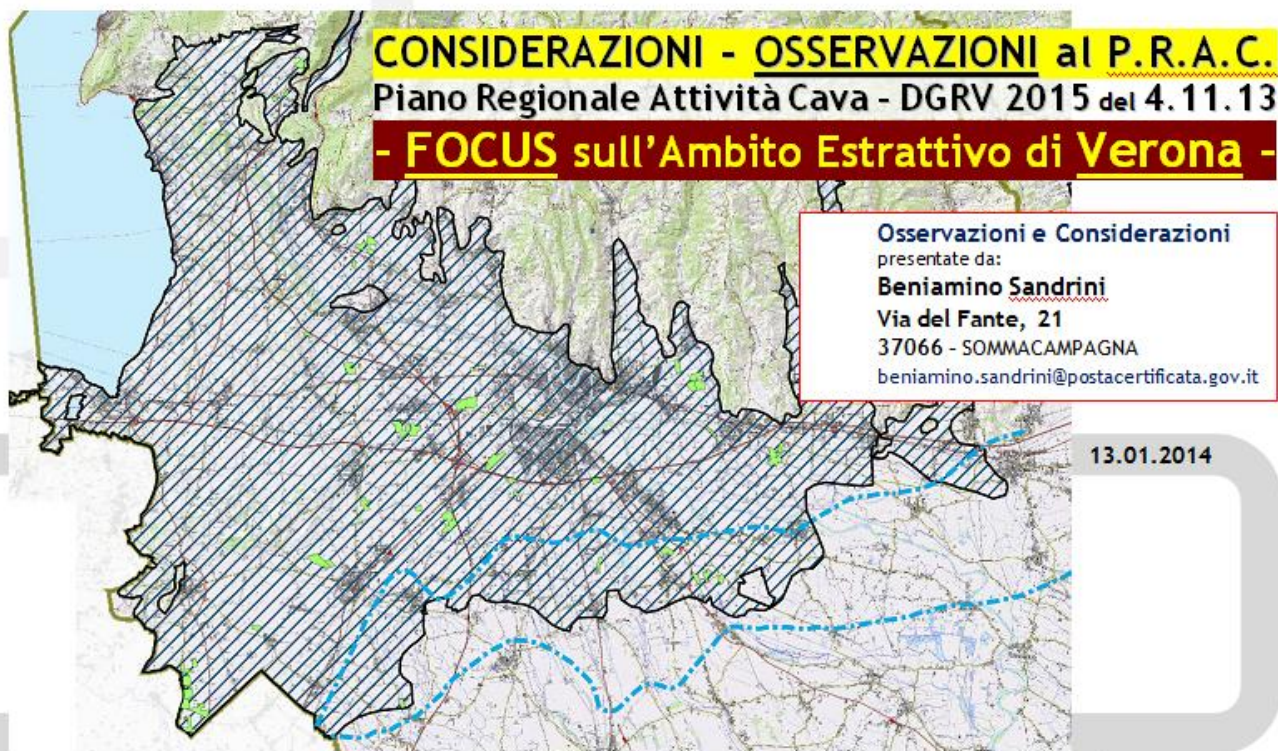 CONSIDERAZIONI - OSSERVAZIONI al P.R.A.C.
Piano Regionale Attività Cava - DGRV 2015 del 4.11.13
- FOCUS sull'Ambito Estrattivo di Verona -
Osservazioni e Considerazioni
presentate da:
Beniamino Sandrini
Via del Fante, 21
37066 - SOMMACAMPAGNA
beniamino.sandrini@postacertificata.gov.it
13.01.2014